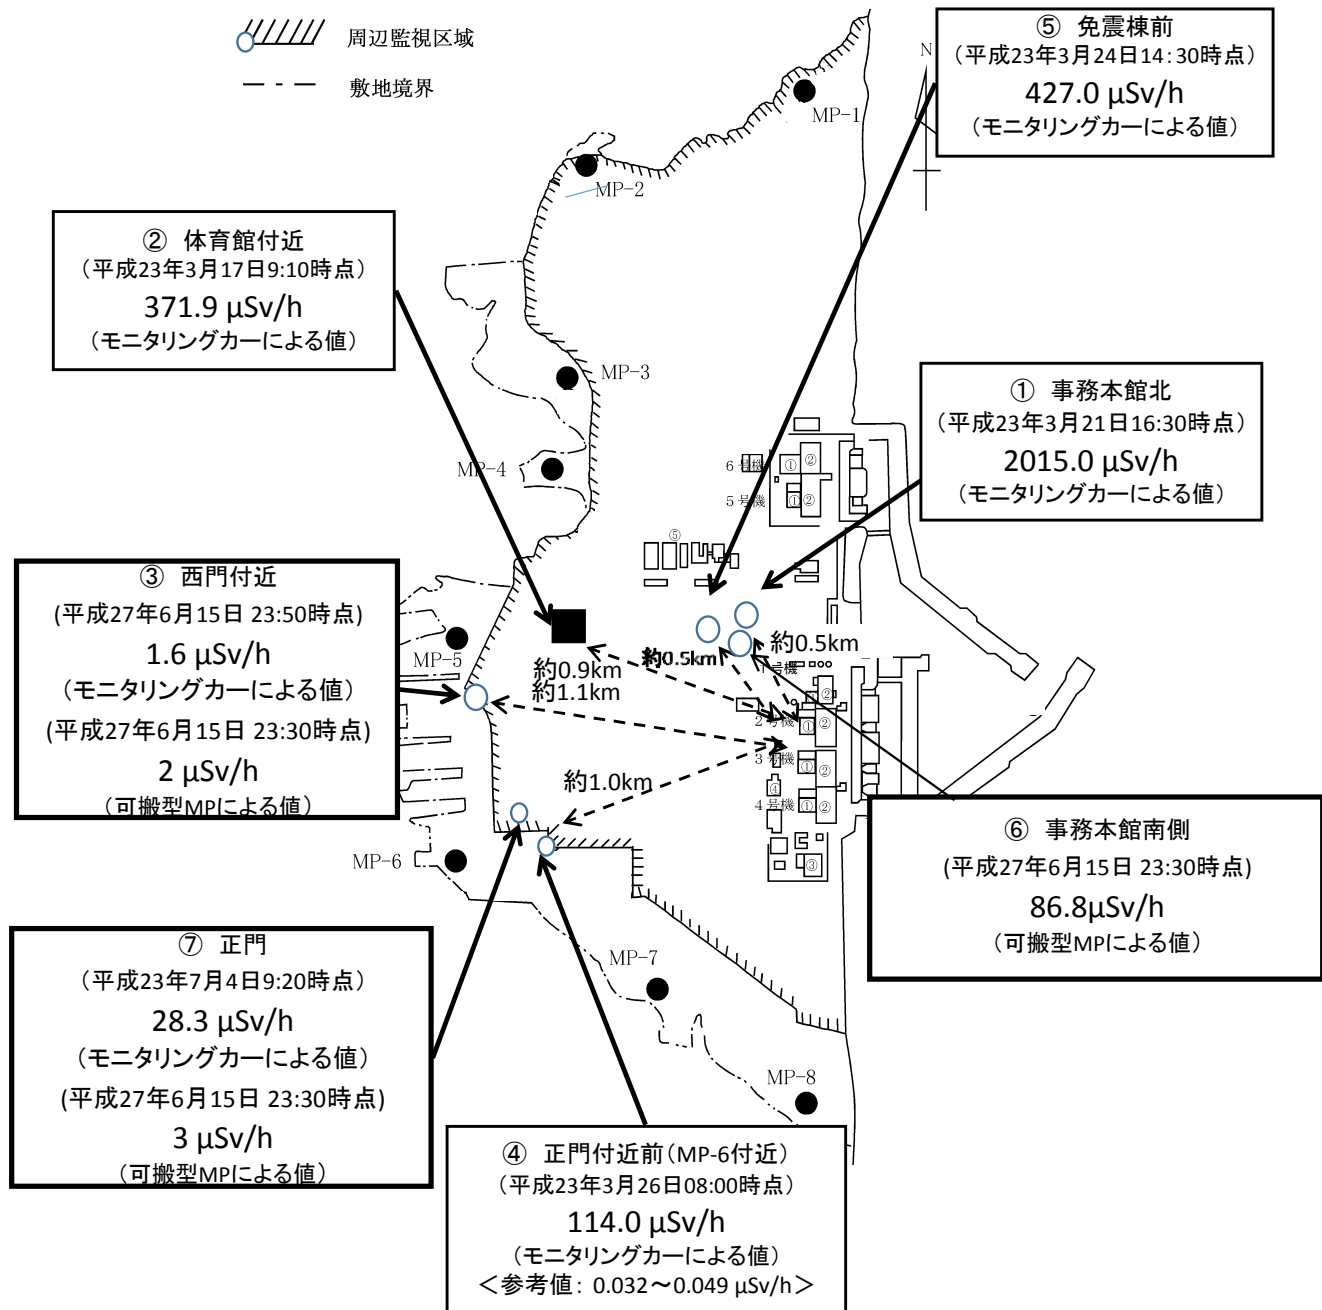 周辺監視区域
敷地境界
⑤ 免震棟前
(平成23年3月24日14:30時点)
427.0 μSv/h
(モニタリングカーによる値)
N
MP-1
MP-2
② 体育館付近
(平成23年3月17日9:10時点)
371.9 μSv/h
(モニタリングカーによる値)
MP-3
① 事務本館北
(平成23年3月21日16:30時点)
2015.0 μSv/h
(モニタリングカーによる値)
MP-4
6号機
①
②
5号機
①
②
⑤
③ 西門付近
(平成27年6月15日 23:50時点)
1.6 μSv/h
(モニタリングカーによる値)
(平成27年6月15日 23:30時点)
2 μSv/h
(可搬型MPによる値)
MP-5
約0.9km
約1.1km
約0.5km
約0.5km
1号機
②
2号機
①
②
3号機
①
②
④
4号機
①
②
③
約1.0km
MP-6
⑥ 事務本館南側
(平成27年6月15日 23:30時点)
86.8μSv/h
(可搬型MPによる値)
⑦ 正門
(平成23年7月4日9:20時点)
28.3 μSv/h
(モニタリングカーによる値)
(平成27年6月15日 23:30時点)
3 μSv/h
(可搬型MPによる値)
MP-7
MP-8
④ 正門付近前(MP-6付近)
(平成23年3月26日08:00時点)
114.0 μSv/h
(モニタリングカーによる値)
<参考値: 0.032~0.049 μSv/h>